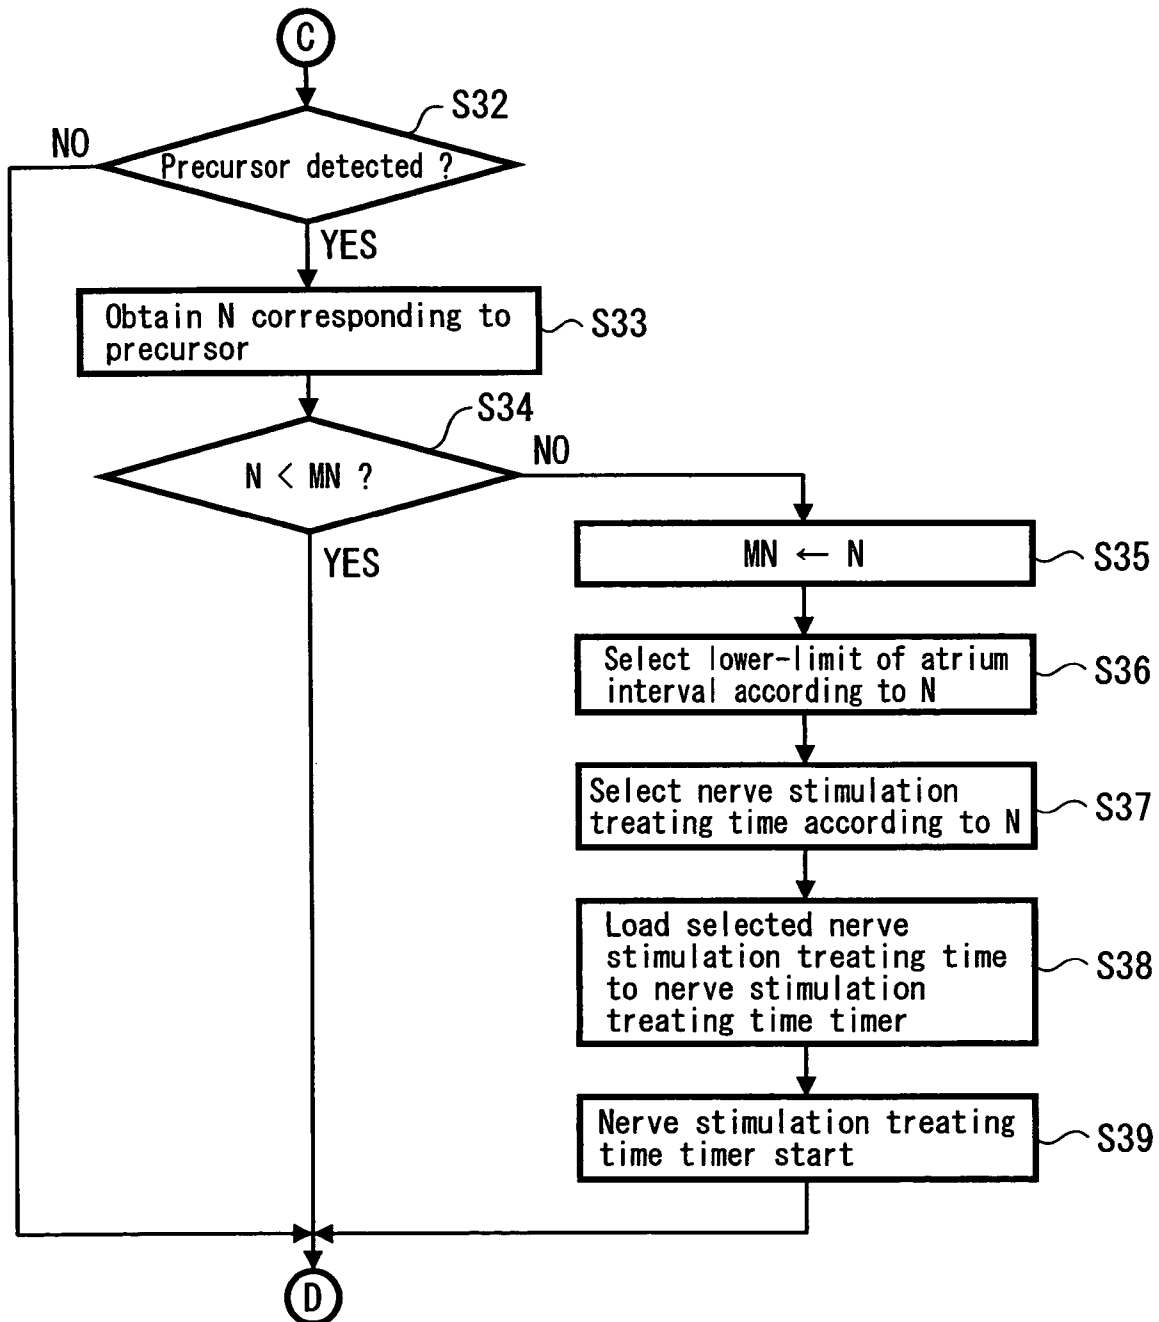 C
S32
NO
Precursor detected ?
YES
Obtain N corresponding to
precursor
S33
S34
N < MN ?
NO
YES
MN ← N
S35
Select lower-limit of atrium
interval according to N
S36
Select nerve stimulation
treating time according to N
S37
Load selected nerve
stimulation treating time
to nerve stimulation
treating time timer
S38
Nerve stimulation treating
time timer start
S39
D